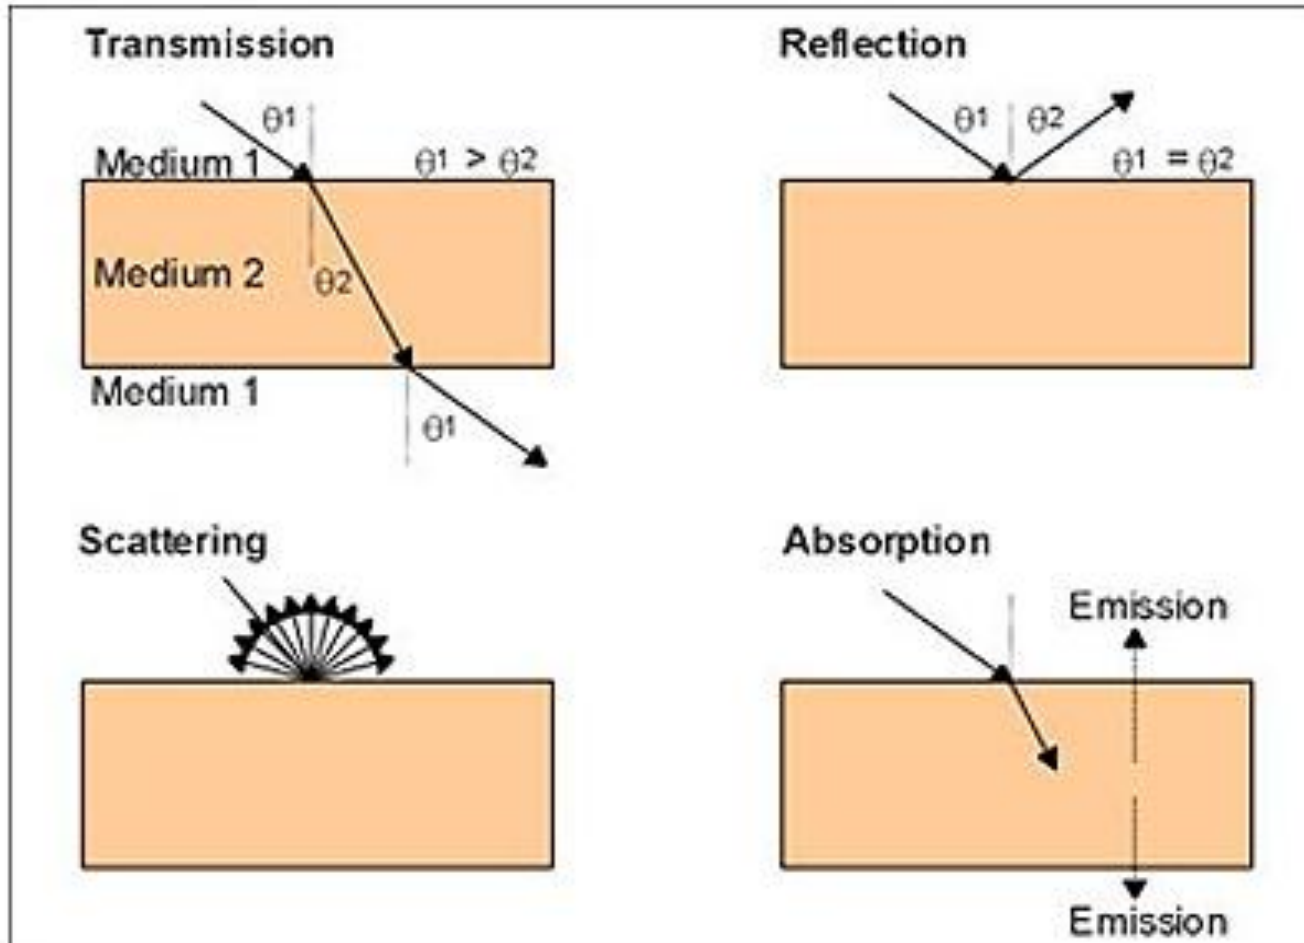 Transmission
θ1
Medium 1
θ1 > θ2
Medium 2
θ2
Medium 1
θ1
Reflection
θ1 θ2
θ1 = θ2
Scattering
Absorption
Emission
Emission